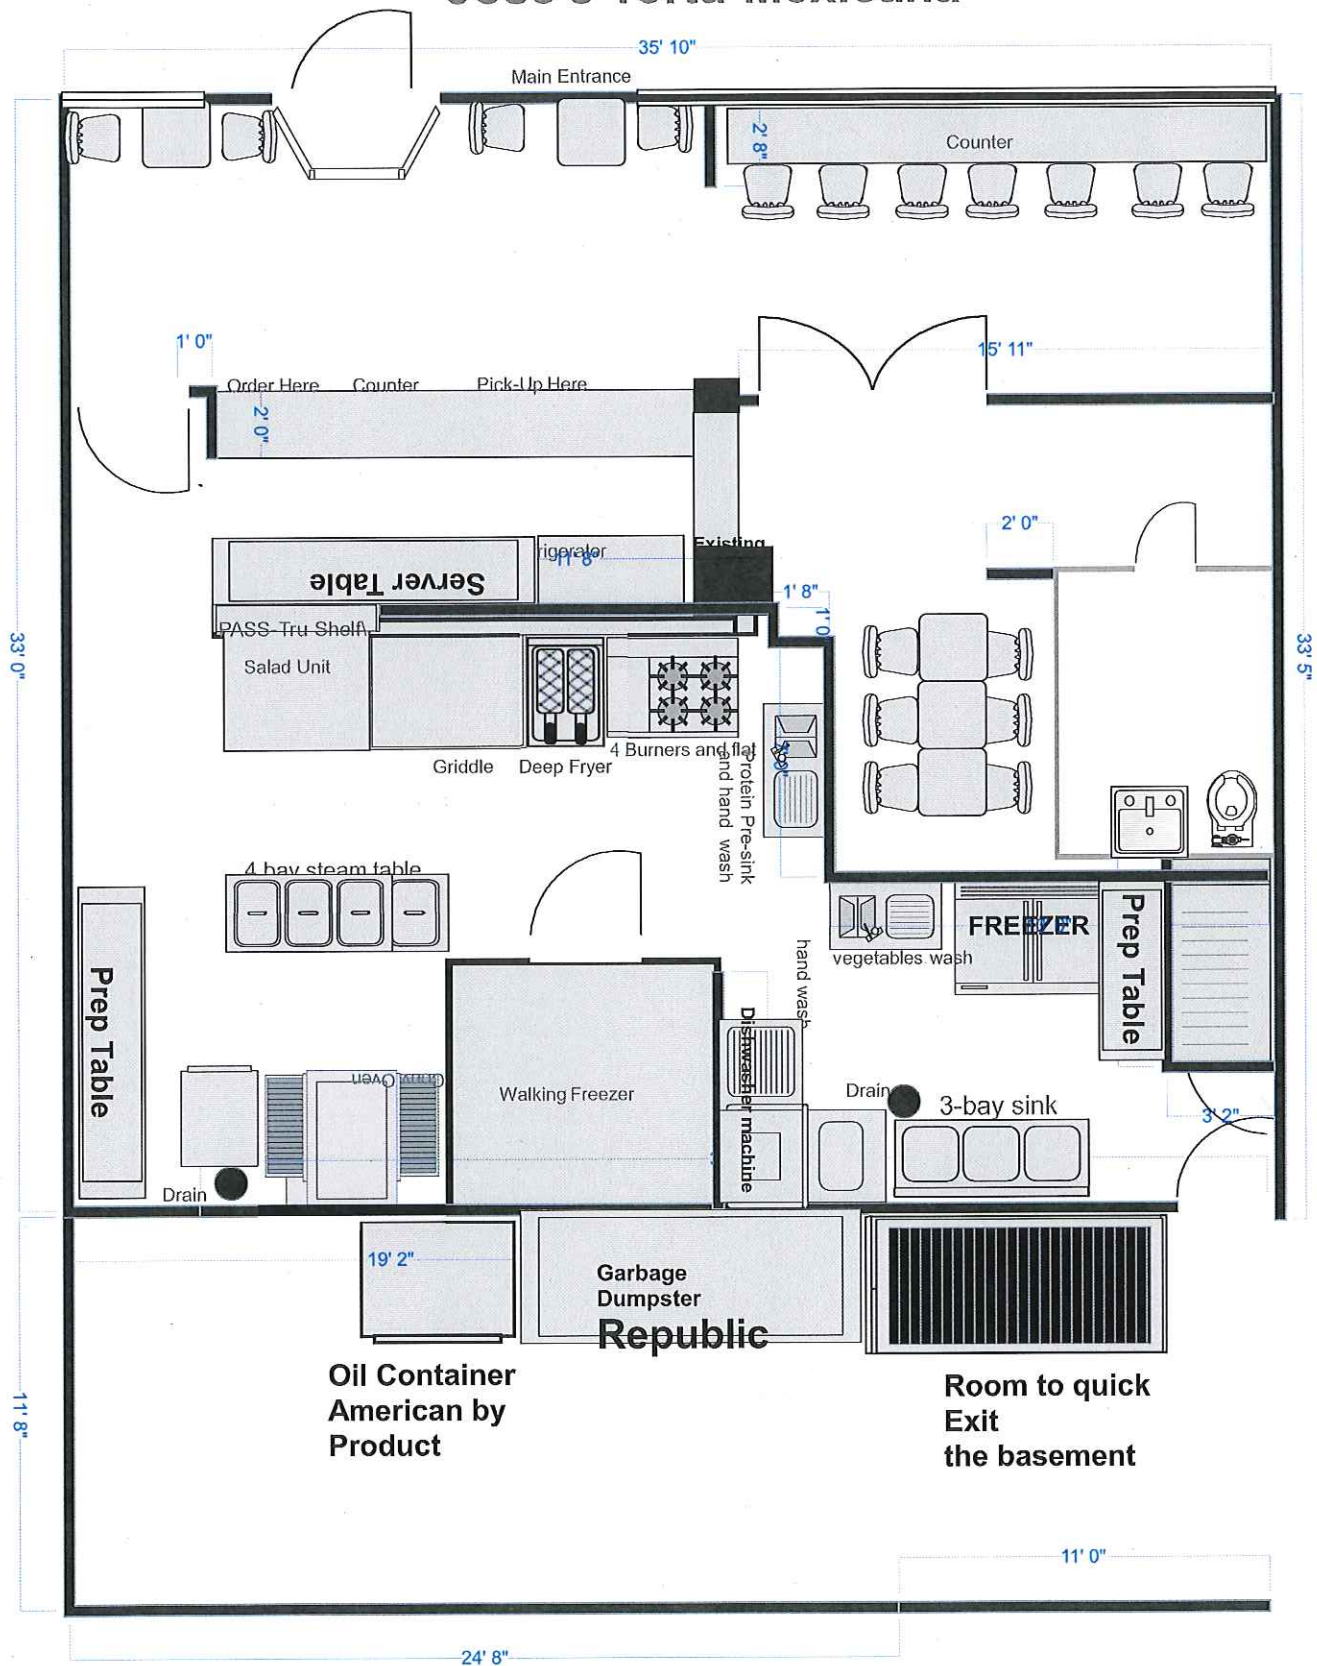 35' 10"
Main Entrance
2' 8"
Counter
1' 0"
15' 11"
Order Here
Counter
Pick-Up Here
2' 0"
2' 0"
Existing
11' 8"
Server Table
1' 8"
1' 0
PASS-Tru Shelf\
Salad Unit
33' 0"
33' 5"
4 Burners and flat
Griddle
Deep Fryer
Protein Pre-sink
and hand wash
4 bay steam table
FREEZER
Prep Table
vegetables wash
hand wash
Prep Table
Dishwasher machine
Walking Freezer
Drain
3-bay sink
3' 2"
Drain
19' 2"
Garbage
Dumpster
Republic
Oil Container
American by
Product
Room to quick
Exit
the basement
11' 8"
11' 0"
24' 8"